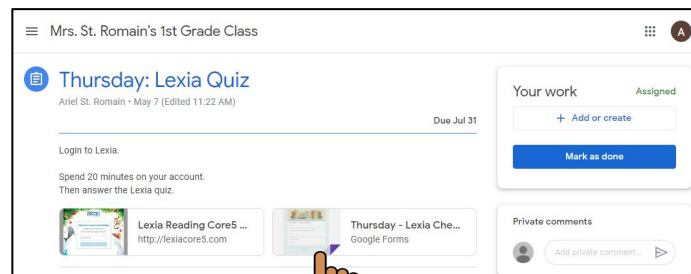 Mrs. St. Romain's 1st Grade Class
A
Thursday: Lexia Quiz
Ariel St. Romain • May 7 (Edited 11:22 AM)
Due Jul 31
Login to Lexia.
Spend 20 minutes on your account.
Then answer the Lexia quiz.
Lexia Reading Core5 ...
http://lexiacore5.com
Thursday - Lexia Che...
Google Forms
Your work
Assigned
+ Add or create
Mark as done
Private comments
Add private comment...